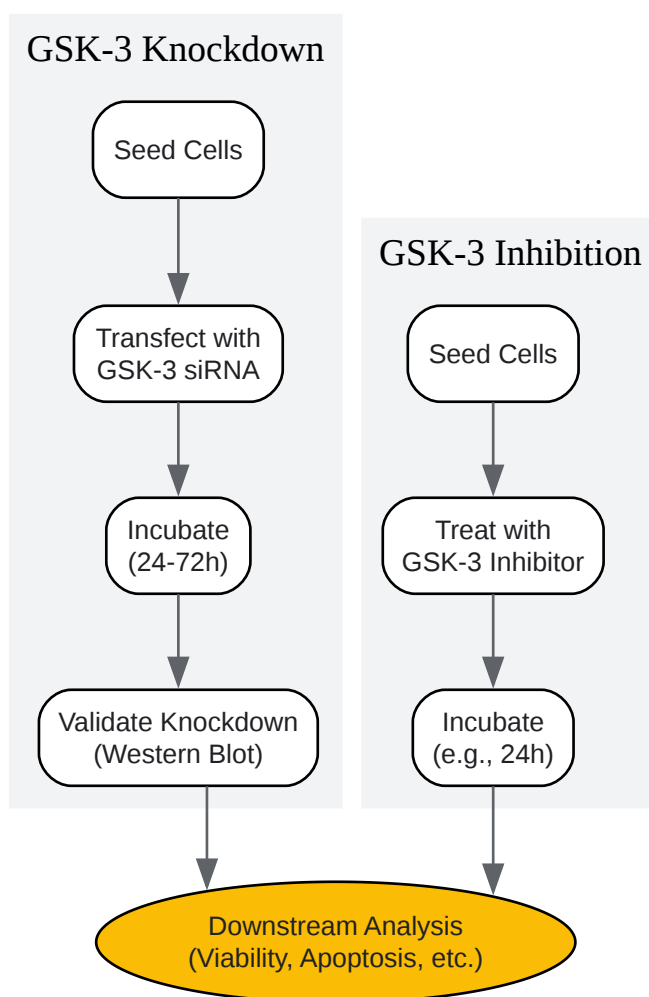 GSK-3 Knockdown
Seed Cells
Transfect with
GSK-3 siRNA
Incubate
(24-72h)
Validate Knockdown
(Western Blot)
GSK-3 Inhibition
Seed Cells
Treat with
GSK-3 Inhibitor
Incubate
(e.g., 24h)
Downstream Analysis
(Viability, Apoptosis, etc.)